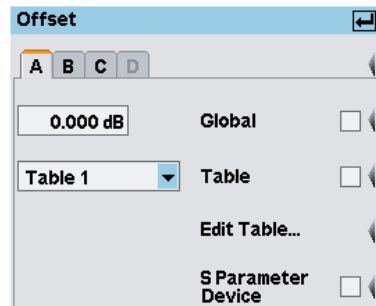 Offset
A B C D
0.000 dB Global
Table 1 Table
Edit Table...
S Parameter
Device